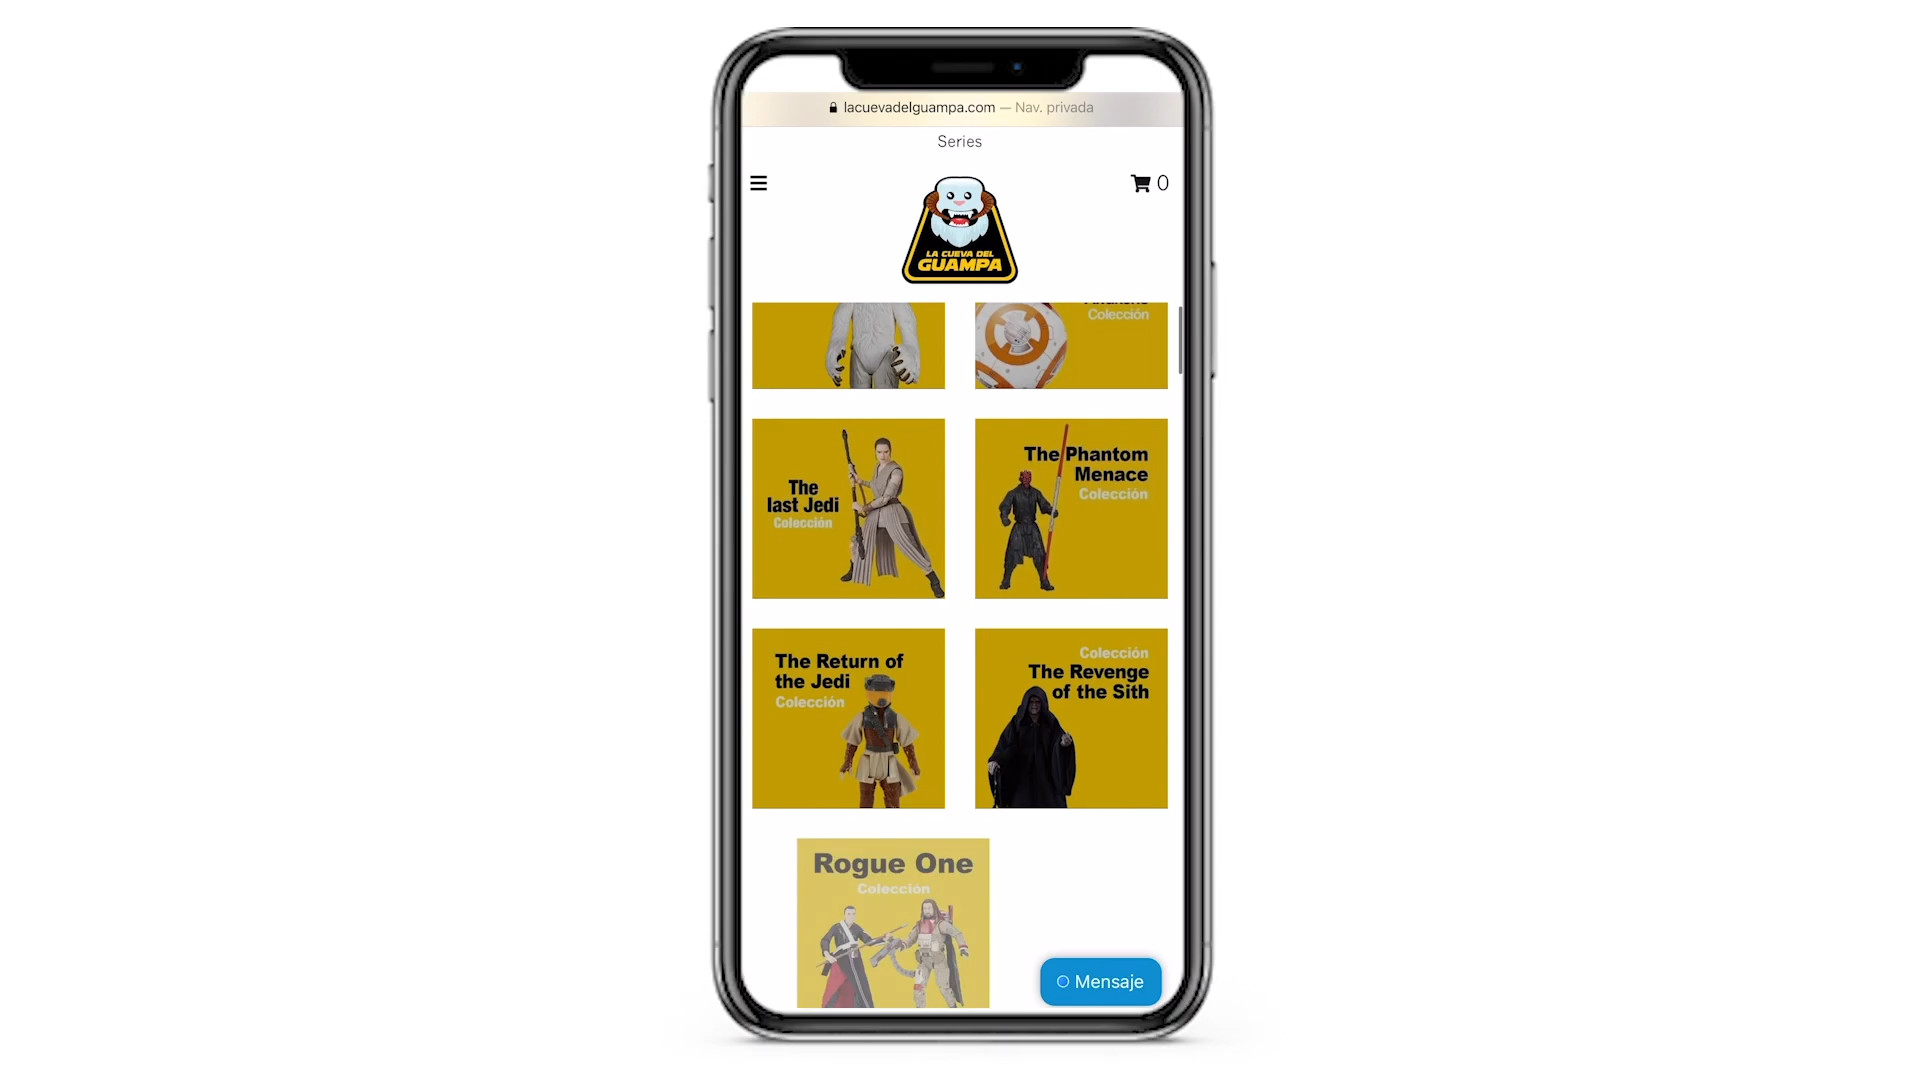 lacuevadelguampa.com — Nav. privada
Series
0
LA CUEVA DEL
GUAMPA
Colección
The
last Jedi
Colección
The Phantom
Menace
Colección
The Return of
the Jedi
Colección
Colección
The Revenge
of the Sith
Rogue One
Colección
Mensaje